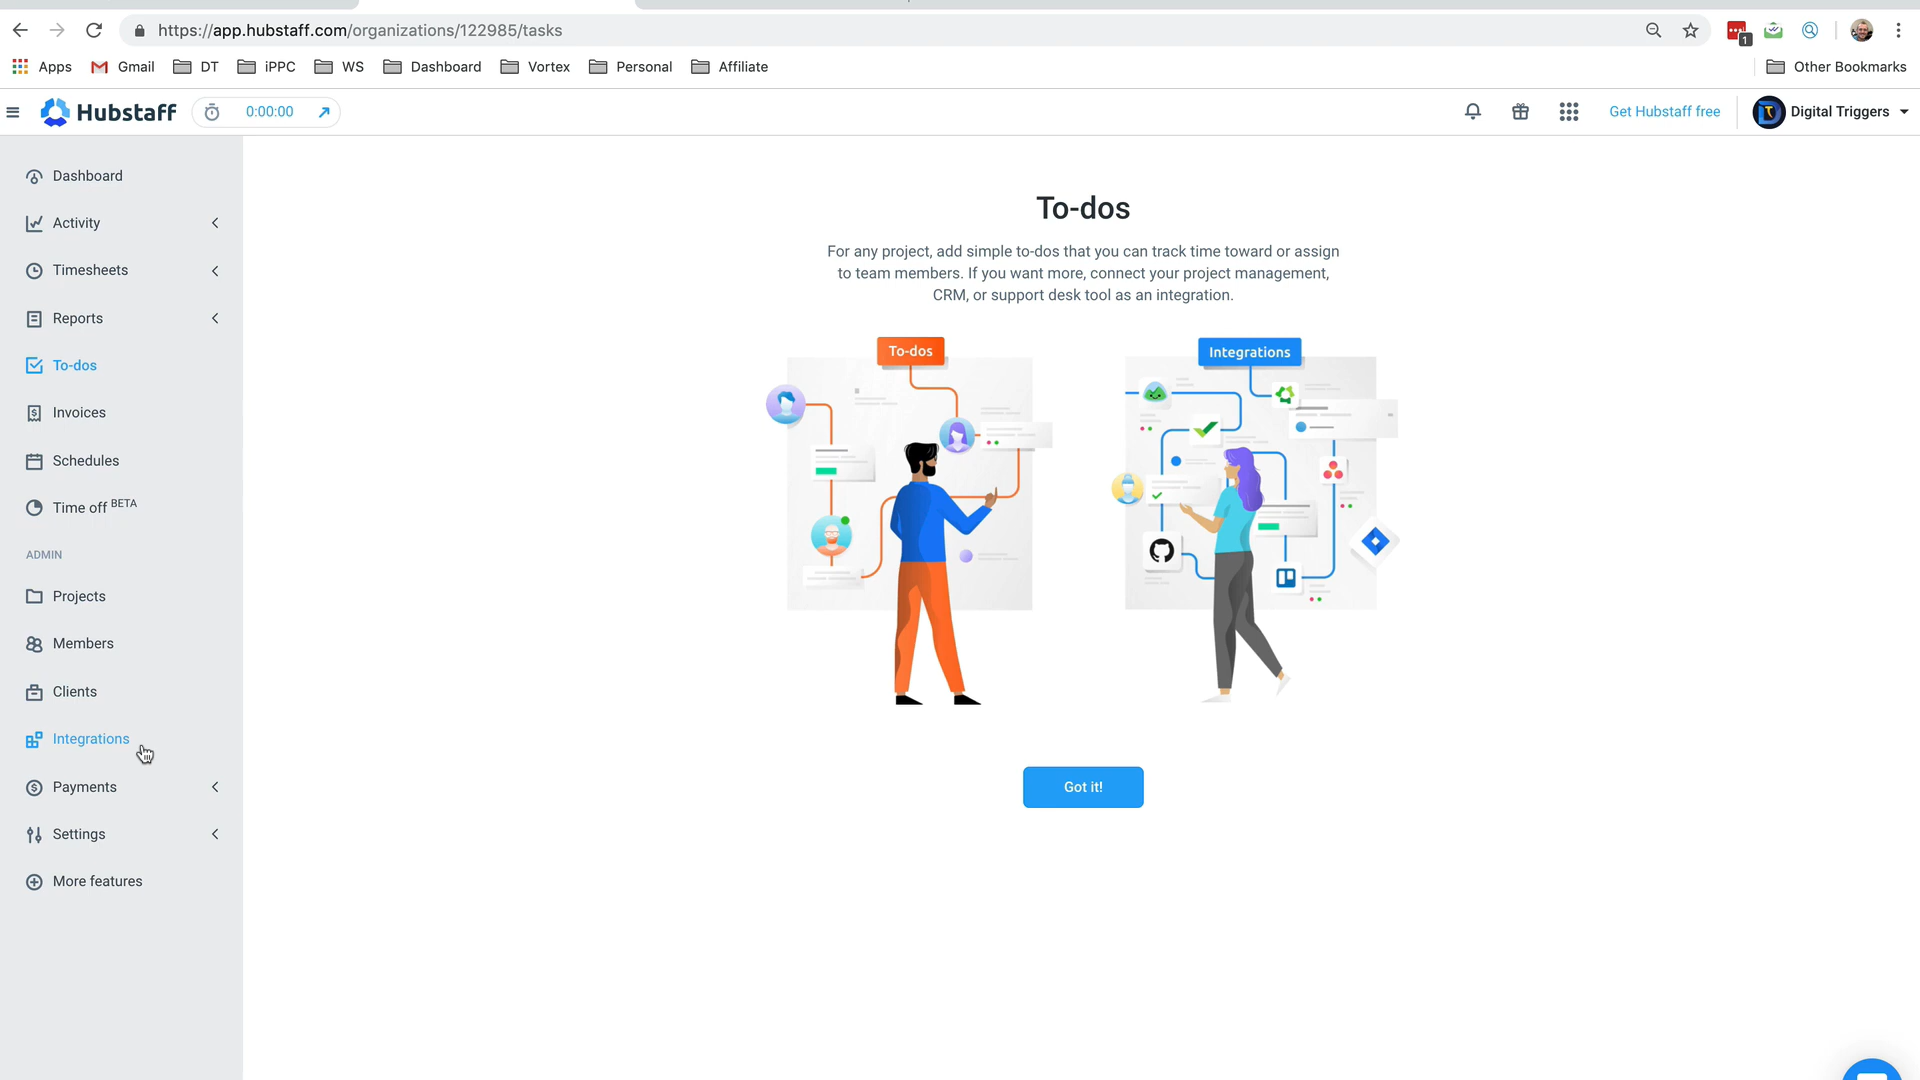 https://app.hubstaff.com/organizations/122985/tasks
1
Apps
Gmail
DT
iPPC
WS
Dashboard
Vortex
Personal
Affiliate
Other Bookmarks
Hubstaff
0:00:00
Get Hubstaff free
Digital Triggers
Dashboard
Activity
Timesheets
Reports
To-dos
Invoices
Schedules
Time off BETA
ADMIN
Projects
Members
Clients
Integrations
Payments
Settings
More features
To-dos
For any project, add simple to-dos that you can track time toward or assign
to team members. If you want more, connect your project management,
CRM, or support desk tool as an integration.
To-dos
Integrations
Got it!